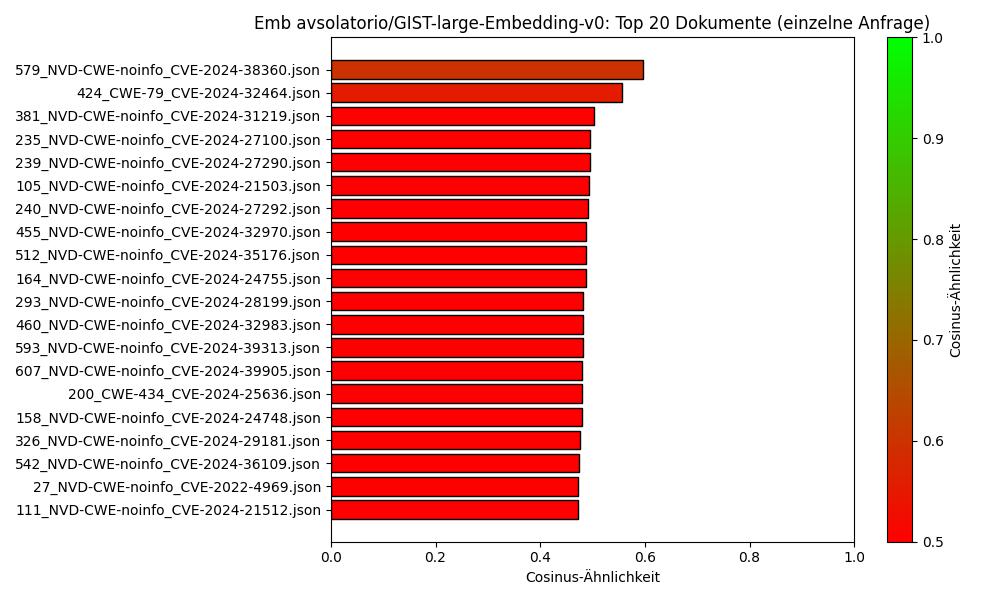 Emb avsolatorio/GIST-large-Embedding-v0: Top 20 Dokumente (einzelne Anfrage)
579_NVD-CWE-noinfo_CVE-2024-38360.json
424_CWE-79_CVE-2024-32464.json
381_NVD-CWE-noinfo_CVE-2024-31219.json
235_NVD-CWE-noinfo_CVE-2024-27100.json
239_NVD-CWE-noinfo_CVE-2024-27290.json
105_NVD-CWE-noinfo_CVE-2024-21503.json
240_NVD-CWE-noinfo_CVE-2024-27292.json
455_NVD-CWE-noinfo_CVE-2024-32970.json
512_NVD-CWE-noinfo_CVE-2024-35176.json
164_NVD-CWE-noinfo_CVE-2024-24755.json
293_NVD-CWE-noinfo_CVE-2024-28199.json
460_NVD-CWE-noinfo_CVE-2024-32983.json
593_NVD-CWE-noinfo_CVE-2024-39313.json
607_NVD-CWE-noinfo_CVE-2024-39905.json
200_CWE-434_CVE-2024-25636.json
158_NVD-CWE-noinfo_CVE-2024-24748.json
326_NVD-CWE-noinfo_CVE-2024-29181.json
542_NVD-CWE-noinfo_CVE-2024-36109.json
27_NVD-CWE-noinfo_CVE-2022-4969.json
111_NVD-CWE-noinfo_CVE-2024-21512.json
0.0 0.2 0.4 0.6 0.8 1.0
Cosinus-Ähnlichkeit
1.0
0.9
0.8
0.7
0.6
0.5
Cosinus-Ähnlichkeit